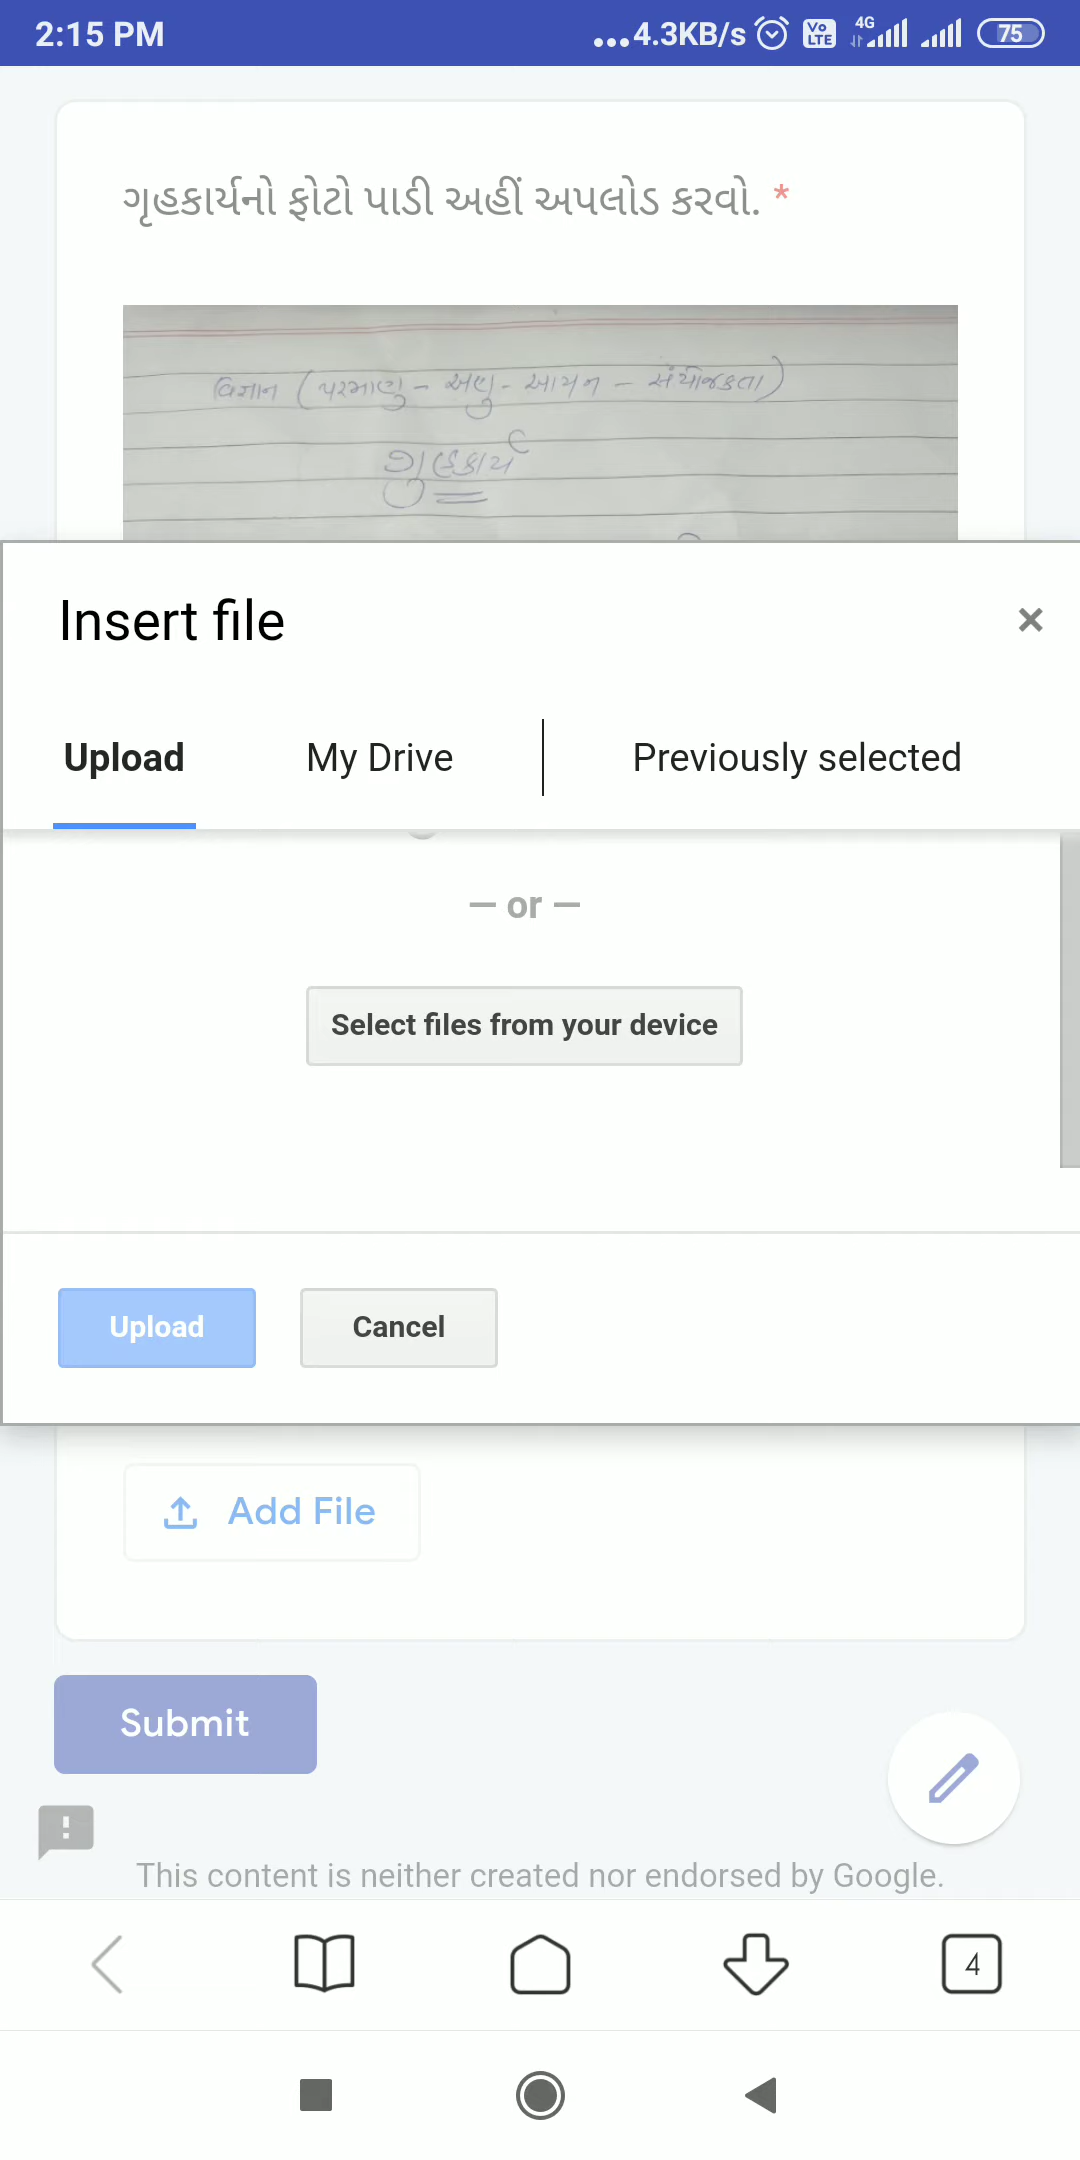 2:15 PM
...4.3KB/s VoLTE 4G 75
ગૃહકાર્યનો ફોટો પાડી અહીં અપલોડ કરવો. *
વિજ્ઞાન (પરમાણુ - અણુ - આયન - સંયોજકતા)
ગૃહકાર્ય
Insert file ×
Upload My Drive Previously selected
— or —
Select files from your device
Upload Cancel
Add File
Submit
This content is neither created nor endorsed by Google.
4